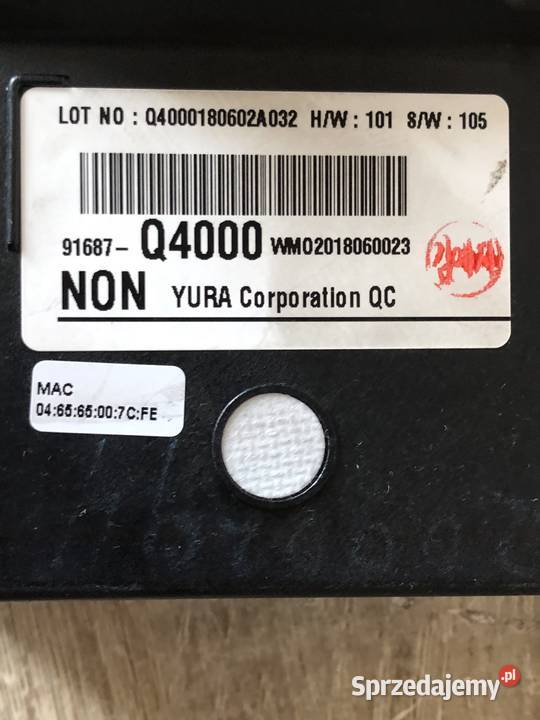 LOT NO : Q4000180602A032 H/W : 101 S/W : 105
91687- Q4000 WMO2018060023
NON YURA Corporation QC
MAC
04:65:65:00:7C:FE
Sprzedajemy.pl